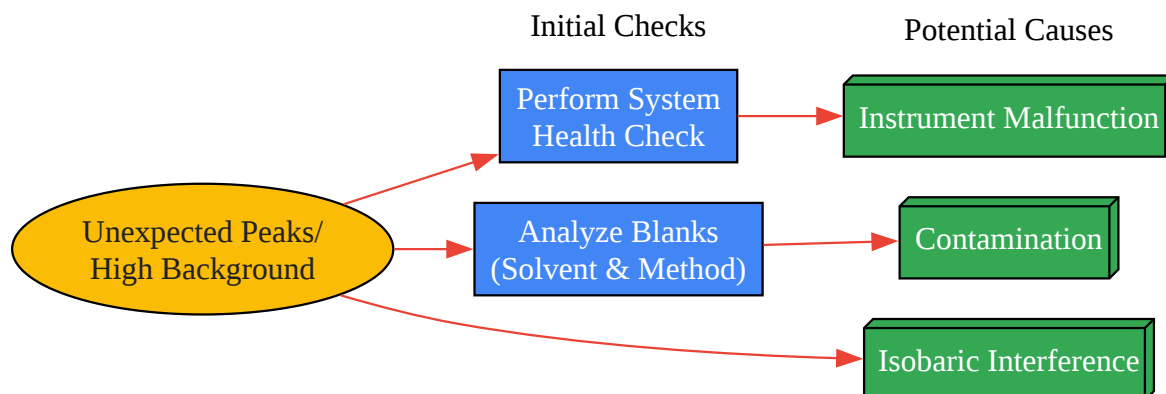 Initial Checks
Potential Causes
Perform System
Health Check
Instrument Malfunction
Unexpected Peaks/
High Background
Analyze Blanks
(Solvent & Method)
Contamination
Isobaric Interference